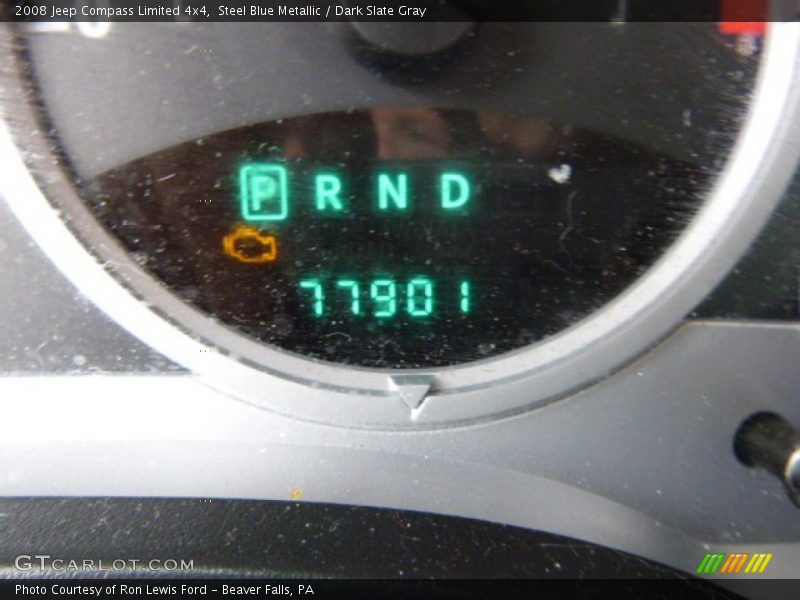 2008 Jeep Compass Limited 4x4,  Steel Blue Metallic / Dark Slate Gray
P R N D
77901
GTCARLOT.COM
Photo Courtesy of Ron Lewis Ford - Beaver Falls, PA